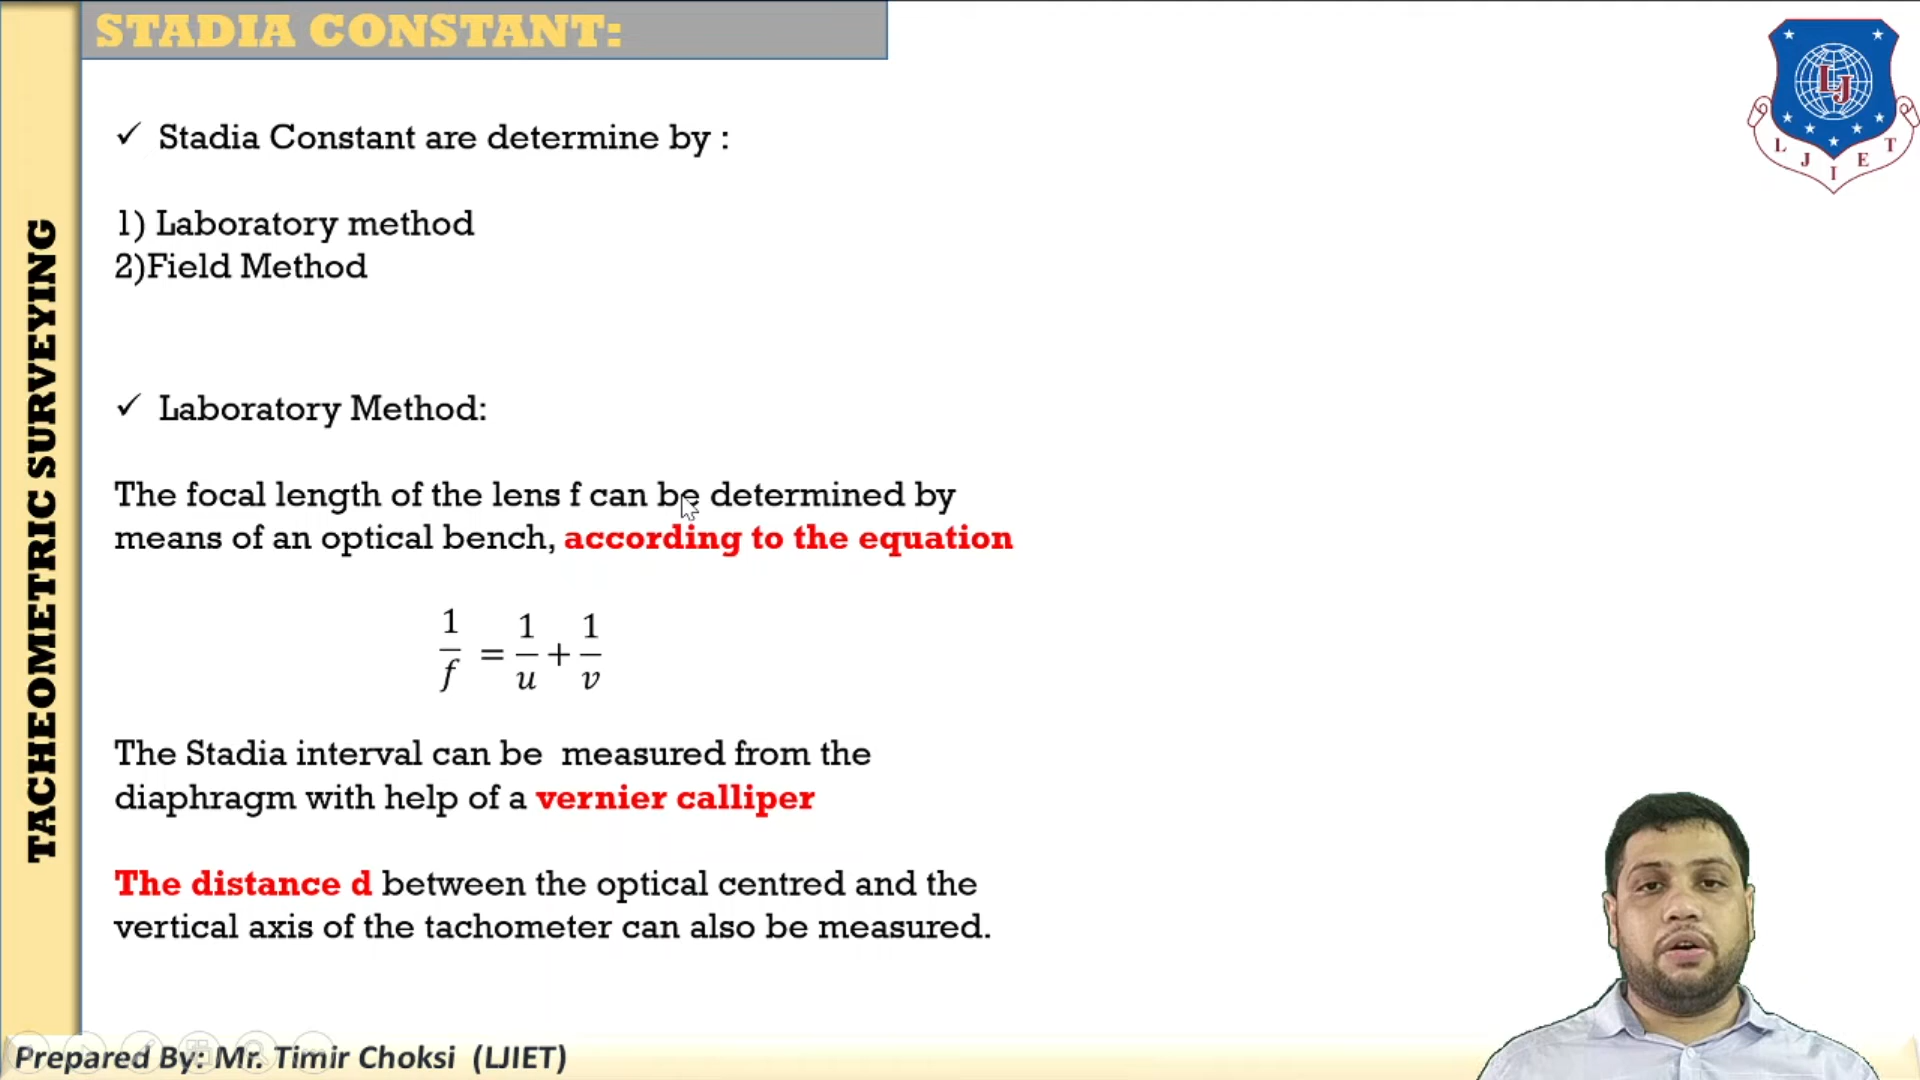 STADIA CONSTANT:
✓ Stadia Constant are determine by :
1) Laboratory method
2)Field Method
✓ Laboratory Method:
The focal length of the lens f can be determined by
means of an optical bench, according to the equation
1/f = 1/u + 1/v
The Stadia interval can be measured from the
diaphragm with help of a vernier calliper
The distance d between the optical centred and the
vertical axis of the tachometer can also be measured.
TACHEOMETRIC SURVEYING
LJ
L J I E T
Prepared By: Mr. Timir Choksi (LJIET)